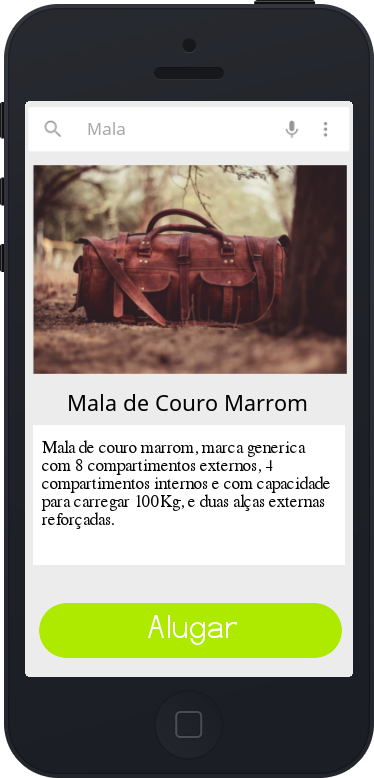 Mala
Mala de Couro Marrom
Mala de couro marrom, marca generica
com 8 compartimentos externos, 4
compartimentos internos e com capacidade
para carregar 100Kg, e duas alças externas
reforçadas.
Alugar